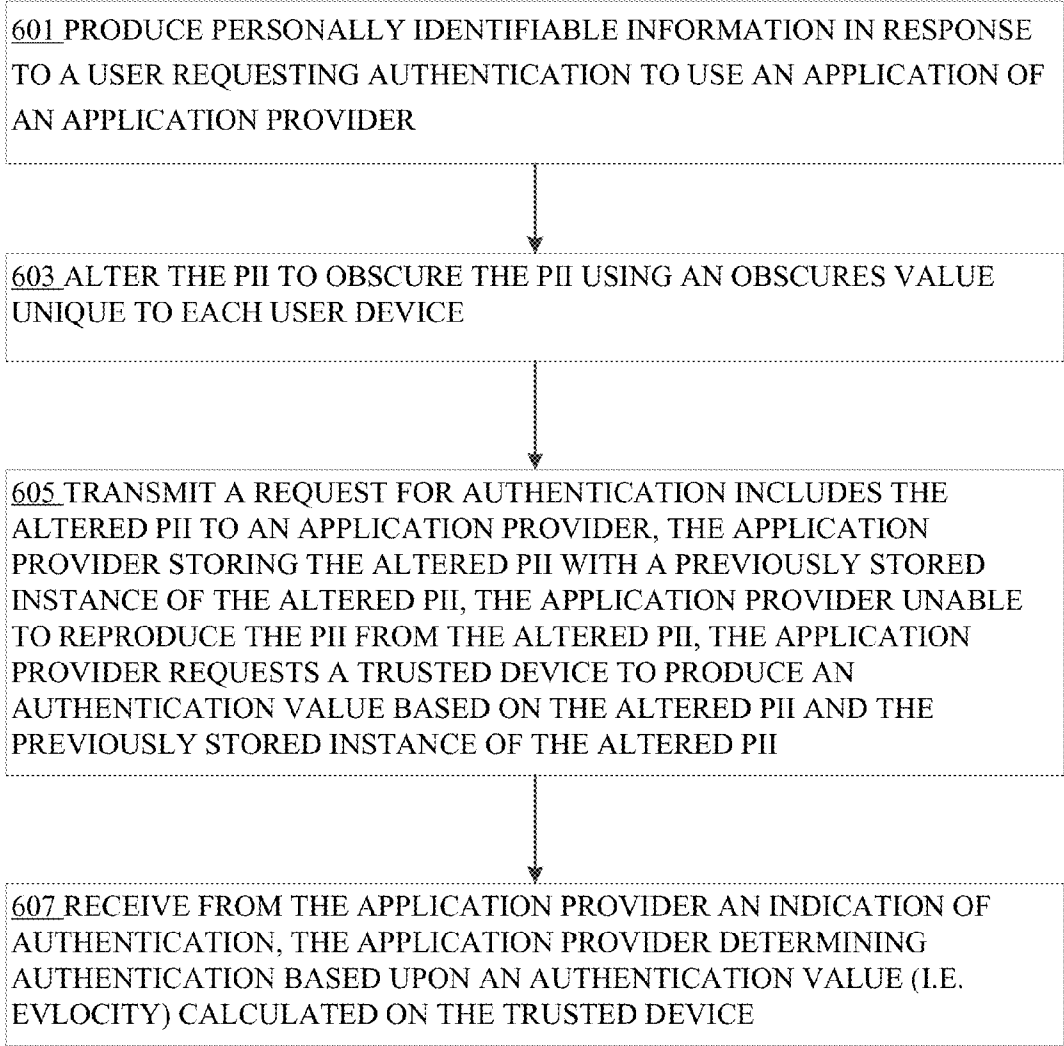 601 PRODUCE PERSONALLY IDENTIFIABLE INFORMATION IN RESPONSE
TO A USER REQUESTING AUTHENTICATION TO USE AN APPLICATION OF
AN APPLICATION PROVIDER
603 ALTER THE PII TO OBSCURE THE PII USING AN OBSCURES VALUE
UNIQUE TO EACH USER DEVICE
605 TRANSMIT A REQUEST FOR AUTHENTICATION INCLUDES THE
ALTERED PII TO AN APPLICATION PROVIDER, THE APPLICATION
PROVIDER STORING THE ALTERED PII WITH A PREVIOUSLY STORED
INSTANCE OF THE ALTERED PII, THE APPLICATION PROVIDER UNABLE
TO REPRODUCE THE PII FROM THE ALTERED PII, THE APPLICATION
PROVIDER REQUESTS A TRUSTED DEVICE TO PRODUCE AN
AUTHENTICATION VALUE BASED ON THE ALTERED PII AND THE
PREVIOUSLY STORED INSTANCE OF THE ALTERED PII
607 RECEIVE FROM THE APPLICATION PROVIDER AN INDICATION OF
AUTHENTICATION, THE APPLICATION PROVIDER DETERMINING
AUTHENTICATION BASED UPON AN AUTHENTICATION VALUE (I.E.
EVLOCITY) CALCULATED ON THE TRUSTED DEVICE